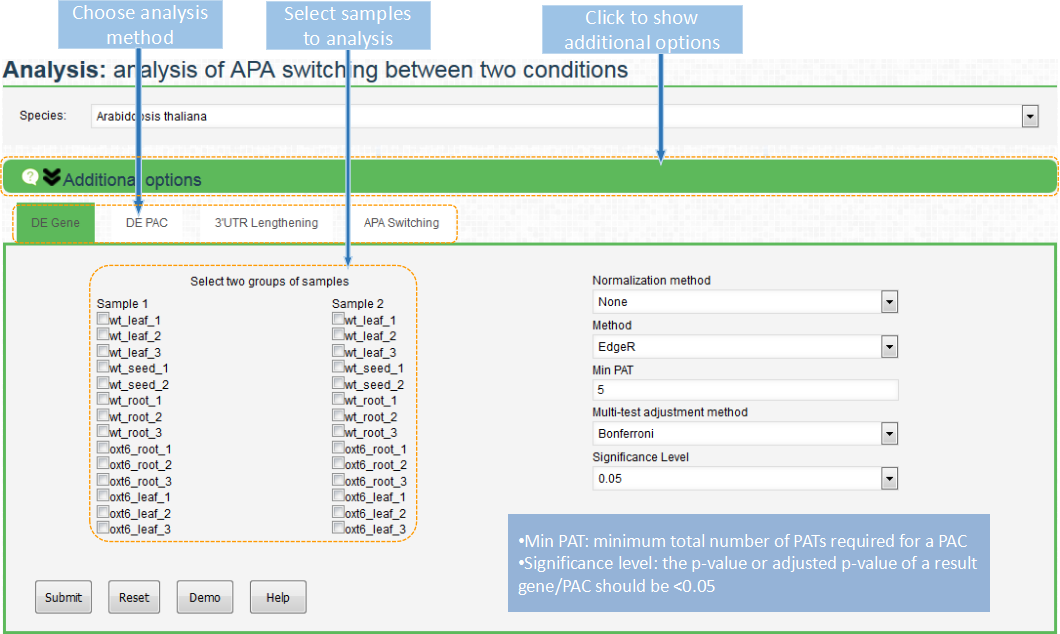 Choose analysis
method
Select samples
to analysis
Click to show
additional options
Analysis: analysis of APA switching between two conditions
Species:
Arabidopsis thaliana
Additional options
DE Gene
DE PAC
3'UTR Lengthening
APA Switching
Select two groups of samples
Sample 1
wt_leaf_1
wt_leaf_2
wt_leaf_3
wt_seed_1
wt_seed_2
wt_root_1
wt_root_2
wt_root_3
oxt6_root_1
oxt6_root_2
oxt6_root_3
oxt6_leaf_1
oxt6_leaf_2
oxt6_leaf_3
Sample 2
wt_leaf_1
wt_leaf_2
wt_leaf_3
wt_seed_1
wt_seed_2
wt_root_1
wt_root_2
wt_root_3
oxt6_root_1
oxt6_root_2
oxt6_root_3
oxt6_leaf_1
oxt6_leaf_2
oxt6_leaf_3
Normalization method
None
Method
EdgeR
Min PAT
5
Multi-test adjustment method
Bonferroni
Significance Level
0.05
•Min PAT: minimum total number of PATs required for a PAC
•Significance level: the p-value or adjusted p-value of a result
gene/PAC should be <0.05
Submit
Reset
Demo
Help